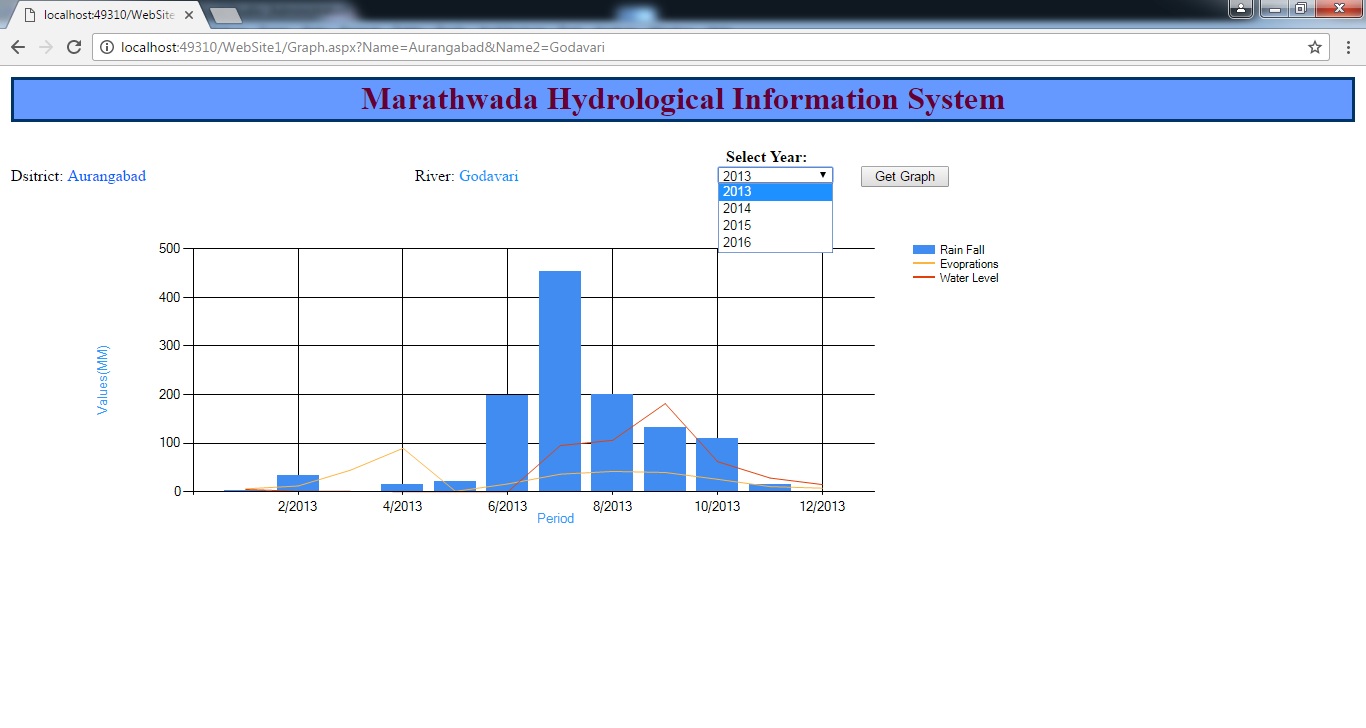 localhost:49310/WebSite
localhost:49310/WebSite1/Graph.aspx?Name=Aurangabad&Name2=Godavari
Marathwada Hydrological Information System
Select Year:
Dsitrict: Aurangabad River: Godavari 2013 Get Graph
2013
2014
2015
2016
500
400
300
200
100
0
Values(MM)
2/2013 4/2013 6/2013 8/2013 10/2013 12/2013
Period
Rain Fall
Evoprations
Water Level